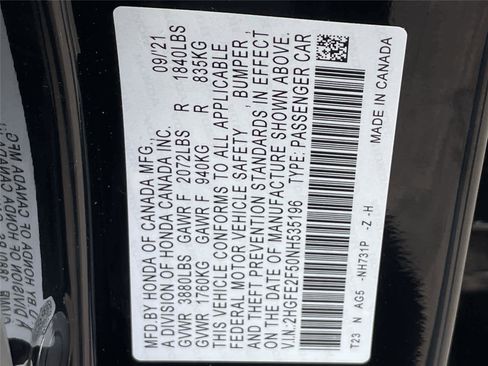 MFD. BY HONDA OF CANADA MFG., 09/21
A DIVISION OF HONDA CANADA INC.
GVWR 3880LBS GAWR F 2072LBS R 1840LBS
GVWR 1760KG GAWR F 940KG R 835KG
THIS VEHICLE CONFORMS TO ALL APPLICABLE
FEDERAL MOTOR VEHICLE SAFETY , BUMPER ,
AND THEFT PREVENTION STANDARDS IN EFFECT
ON THE DATE OF MANUFACTURE SHOWN ABOVE.
V.I.N:2HGFE2F50NH535196 TYPE: PASSENGER CAR
T23 N AG5 -NH731P -Z -H MADE IN CANADA